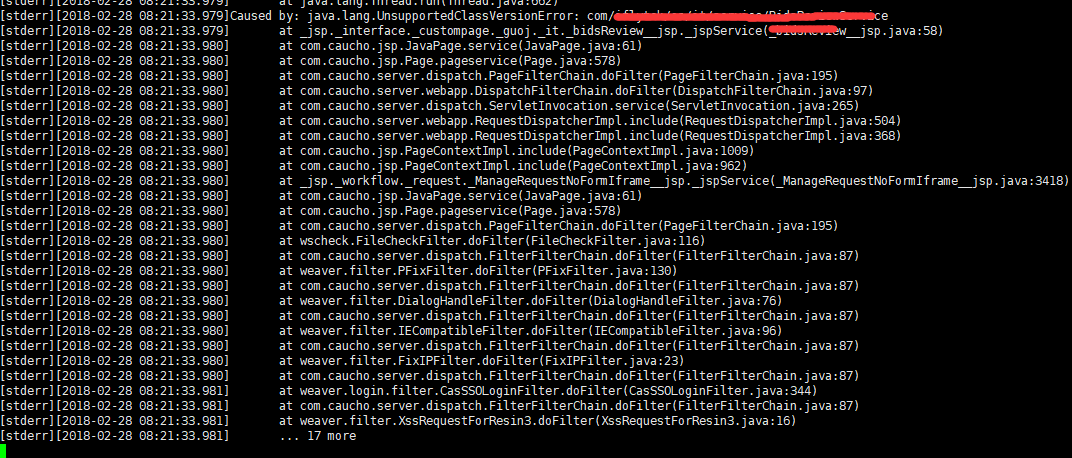 [stderr][2018-02-28 08:21:33.979] at java.lang.Thread.run(Thread.java:662)
[stderr][2018-02-28 08:21:33.979]Caused by: java.lang.UnsupportedClassVersionError: com/
[stderr][2018-02-28 08:21:33.979] at _jsp._interface._custompage._guoj._it._bidsReview__jsp._jspService(__jsp.java:58)
[stderr][2018-02-28 08:21:33.980] at com.caucho.jsp.JavaPage.service(JavaPage.java:61)
[stderr][2018-02-28 08:21:33.980] at com.caucho.jsp.Page.pageservice(Page.java:578)
[stderr][2018-02-28 08:21:33.980] at com.caucho.server.dispatch.PageFilterChain.doFilter(PageFilterChain.java:195)
[stderr][2018-02-28 08:21:33.980] at com.caucho.server.webapp.DispatchFilterChain.doFilter(DispatchFilterChain.java:97)
[stderr][2018-02-28 08:21:33.980] at com.caucho.server.dispatch.ServletInvocation.service(ServletInvocation.java:265)
[stderr][2018-02-28 08:21:33.980] at com.caucho.server.webapp.RequestDispatcherImpl.include(RequestDispatcherImpl.java:504)
[stderr][2018-02-28 08:21:33.980] at com.caucho.server.webapp.RequestDispatcherImpl.include(RequestDispatcherImpl.java:368)
[stderr][2018-02-28 08:21:33.980] at com.caucho.jsp.PageContextImpl.include(PageContextImpl.java:1009)
[stderr][2018-02-28 08:21:33.980] at com.caucho.jsp.PageContextImpl.include(PageContextImpl.java:962)
[stderr][2018-02-28 08:21:33.980] at _jsp._workflow._request._ManageRequestNoFormIframe__jsp._jspService(_ManageRequestNoFormIframe__jsp.java:3418)
[stderr][2018-02-28 08:21:33.980] at com.caucho.jsp.JavaPage.service(JavaPage.java:61)
[stderr][2018-02-28 08:21:33.980] at com.caucho.jsp.Page.pageservice(Page.java:578)
[stderr][2018-02-28 08:21:33.980] at com.caucho.server.dispatch.PageFilterChain.doFilter(PageFilterChain.java:195)
[stderr][2018-02-28 08:21:33.980] at wscheck.FileCheckFilter.doFilter(FileCheckFilter.java:116)
[stderr][2018-02-28 08:21:33.980] at com.caucho.server.dispatch.FilterFilterChain.doFilter(FilterFilterChain.java:87)
[stderr][2018-02-28 08:21:33.980] at weaver.filter.PFixFilter.doFilter(PFixFilter.java:130)
[stderr][2018-02-28 08:21:33.980] at com.caucho.server.dispatch.FilterFilterChain.doFilter(FilterFilterChain.java:87)
[stderr][2018-02-28 08:21:33.980] at weaver.filter.DialogHandleFilter.doFilter(DialogHandleFilter.java:76)
[stderr][2018-02-28 08:21:33.980] at com.caucho.server.dispatch.FilterFilterChain.doFilter(FilterFilterChain.java:87)
[stderr][2018-02-28 08:21:33.980] at weaver.filter.IECompatibleFilter.doFilter(IECompatibleFilter.java:96)
[stderr][2018-02-28 08:21:33.980] at com.caucho.server.dispatch.FilterFilterChain.doFilter(FilterFilterChain.java:87)
[stderr][2018-02-28 08:21:33.980] at weaver.filter.FixIPFilter.doFilter(FixIPFilter.java:23)
[stderr][2018-02-28 08:21:33.980] at com.caucho.server.dispatch.FilterFilterChain.doFilter(FilterFilterChain.java:87)
[stderr][2018-02-28 08:21:33.981] at weaver.login.filter.CasSSOLoginFilter.doFilter(CasSSOLoginFilter.java:344)
[stderr][2018-02-28 08:21:33.981] at com.caucho.server.dispatch.FilterFilterChain.doFilter(FilterFilterChain.java:87)
[stderr][2018-02-28 08:21:33.981] at weaver.filter.XssRequestForResin3.doFilter(XssRequestForResin3.java:16)
[stderr][2018-02-28 08:21:33.981] ... 17 more